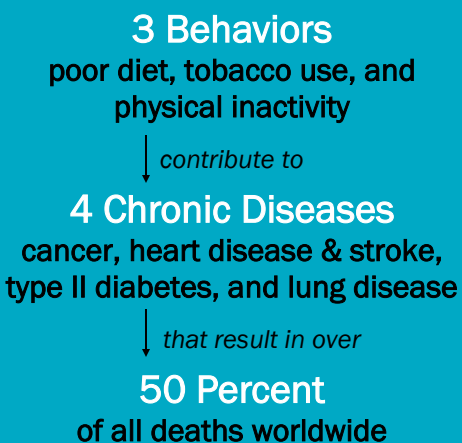 3 Behaviors
poor diet, tobacco use, and
physical inactivity
contribute to
4 Chronic Diseases
cancer, heart disease & stroke,
type II diabetes, and lung disease
that result in over
50 Percent
of all deaths worldwide